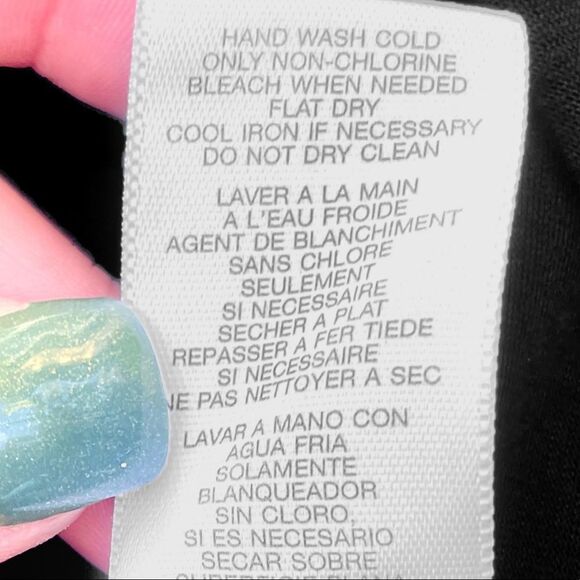 HAND WASH COLD
ONLY NON-CHLORINE
BLEACH WHEN NEEDED
FLAT DRY
COOL IRON IF NECESSARY
DO NOT DRY CLEAN
LAVER A LA MAIN
A L'EAU FROIDE
AGENT DE BLANCHIMENT
SANS CHLORE
SEULEMENT
SI NECESSAIRE
SECHER A PLAT
REPASSER A FER TIEDE
SI NECESSAIRE
NE PAS NETTOYER A SEC
LAVAR A MANO CON
AGUA FRIA
SOLAMENTE
BLANQUEADOR
SIN CLORO,
SI ES NECESARIO
SECAR SOBRE